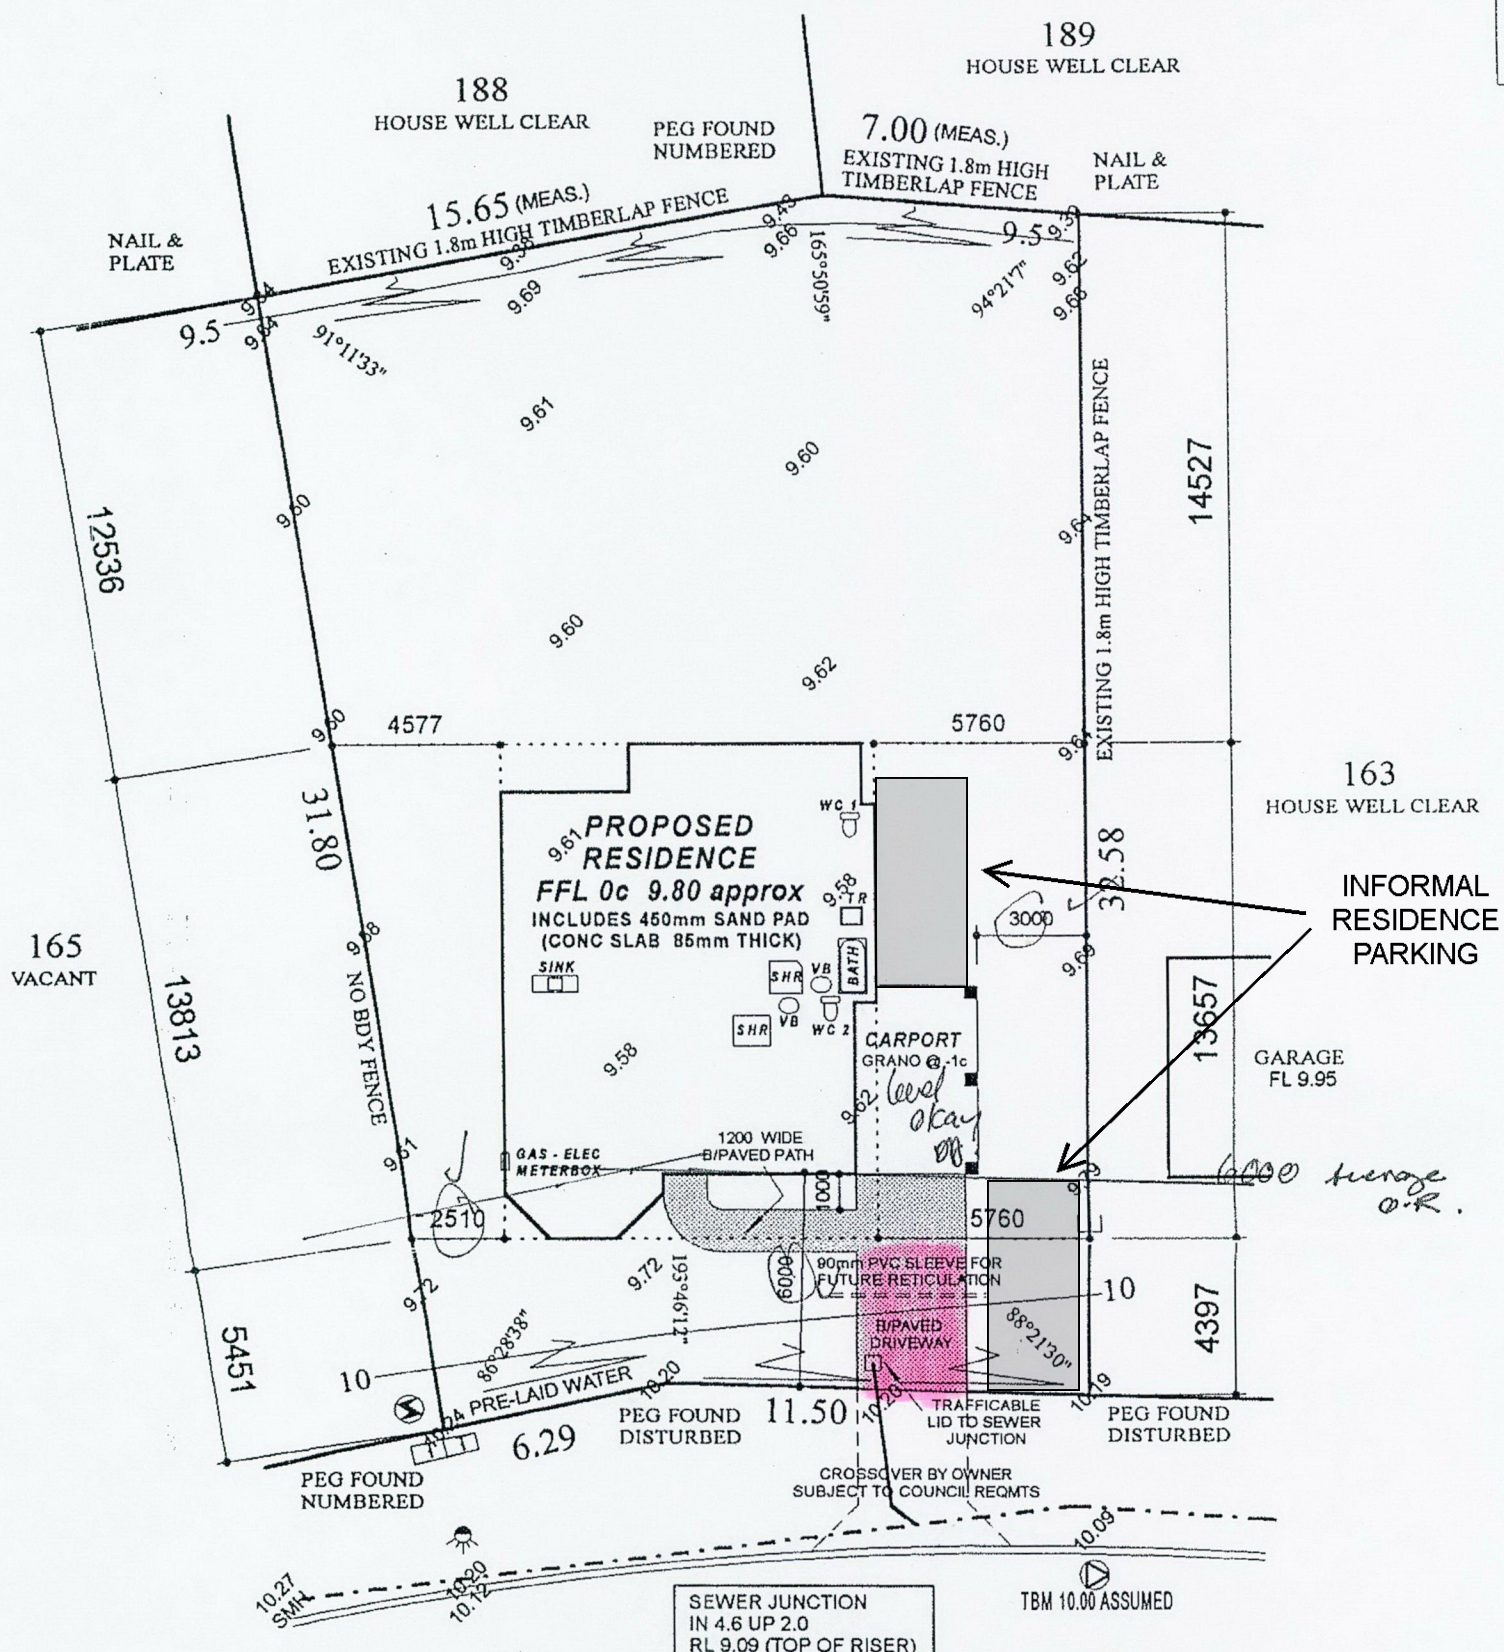 189
HOUSE WELL CLEAR
188
HOUSE WELL CLEAR
PEG FOUND
NUMBERED
7.00 (MEAS.)
EXISTING 1.8m HIGH
TIMBERLAP FENCE
NAIL &
PLATE
15.65 (MEAS.)
EXISTING 1.8m HIGH TIMBERLAP FENCE
NAIL &
PLATE
9.43
9.66
9.5
9.39
9.62
9.66
9.38
9.69
9.5
9.64
91°11'33"
165°50'59"
94°21'7"
9.61
9.60
9.60
9.64
EXISTING 1.8m HIGH TIMBERLAP FENCE
14527
12536
9.60
9.62
9.60
4577
5760
9.61
163
HOUSE WELL CLEAR
31.80
WC 1
PROPOSED
RESIDENCE
9.61
FFL 0c 9.80 approx
INCLUDES 450mm SAND PAD
(CONC SLAB 85mm THICK)
9.58
TR
32.58
3000
INFORMAL
RESIDENCE
PARKING
165
VACANT
9.68
NO BDY FENCE
SINK
SHR
VB
BATH
9.69
13813
SHR
VB
WC 2
13657
CARPORT
GRANO @ -1c
level
okay
9.58
9.62
GARAGE
FL 9.95
9.61
GAS - ELEC
METERBOX
1200 WIDE
B/PAVED PATH
1000
6000 average
O.R.
2510
5760
9.72
9.72
193°46'12"
6000
90mm PVC SLEEVE FOR
FUTURE RETICULATION
10
4397
5451
86°28'38"
B/PAVED
DRIVEWAY
88°21'30"
10
PRE-LAID WATER
10.20
10.24
6.29
PEG FOUND
DISTURBED
11.50
10.20
TRAFFICABLE
LID TO SEWER
JUNCTION
10.19
PEG FOUND
DISTURBED
PEG FOUND
NUMBERED
CROSSOVER BY OWNER
SUBJECT TO COUNCIL REQMTS
10.27
SMH
10.20
10.12
10.09
TBM 10.00 ASSUMED
SEWER JUNCTION
IN 4.6 UP 2.0
RL 9.09 (TOP OF RISER)